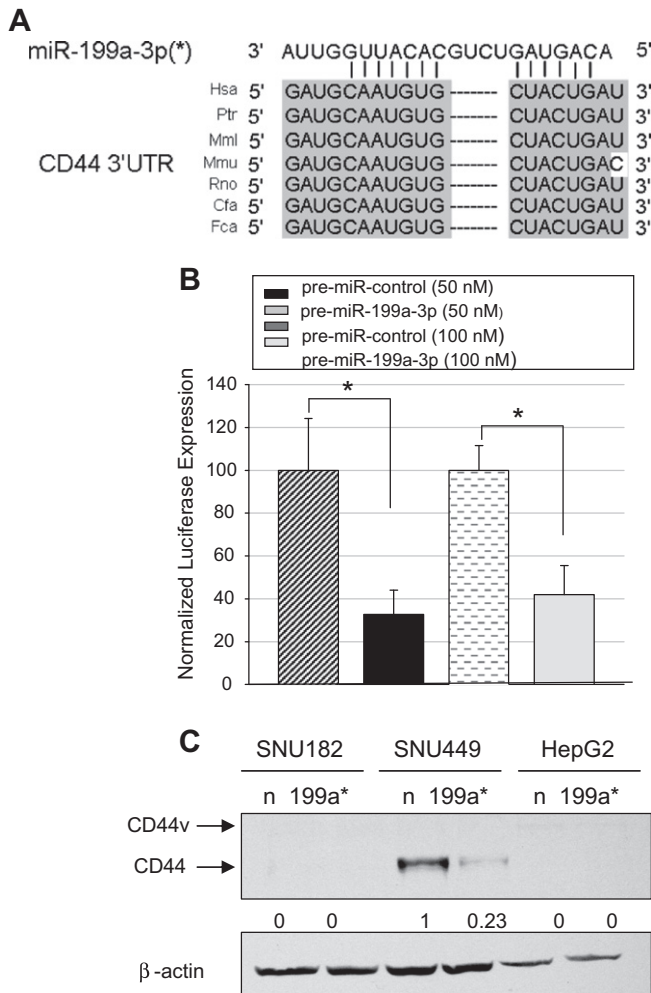 A
miR-199a-3p(*) 3' AUUGGUUACACGUCUGAUGACA 5'
Hsa 5' GAUGCAAUGUG ------ CUACUGAU 3'
Ptr 5' GAUGCAAUGUG ------ CUACUGAU 3'
Mml 5' GAUGCAAUGUG ------ CUACUGAU 3'
CD44 3'UTR Mmu 5' GAUGCAAUGUG ------ CUACUGAC 3'
Rno 5' GAUGCAAUGUG ------ CUACUGAU 3'
Cfa 5' GAUGCAAUGUG ------ CUACUGAU 3'
Fca 5' GAUGCAAUGUG ------ CUACUGAU 3'
B
pre-miR-control (50 nM)
pre-miR-199a-3p (50 nM)
pre-miR-control (100 nM)
pre-miR-199a-3p (100 nM)
Normalized Luciferase Expression
140
120
100
80
60
40
20
0
* *
C
SNU182 SNU449 HepG2
n 199a* n 199a* n 199a*
CD44v
CD44
0 0 1 0.23 0 0
β-actin